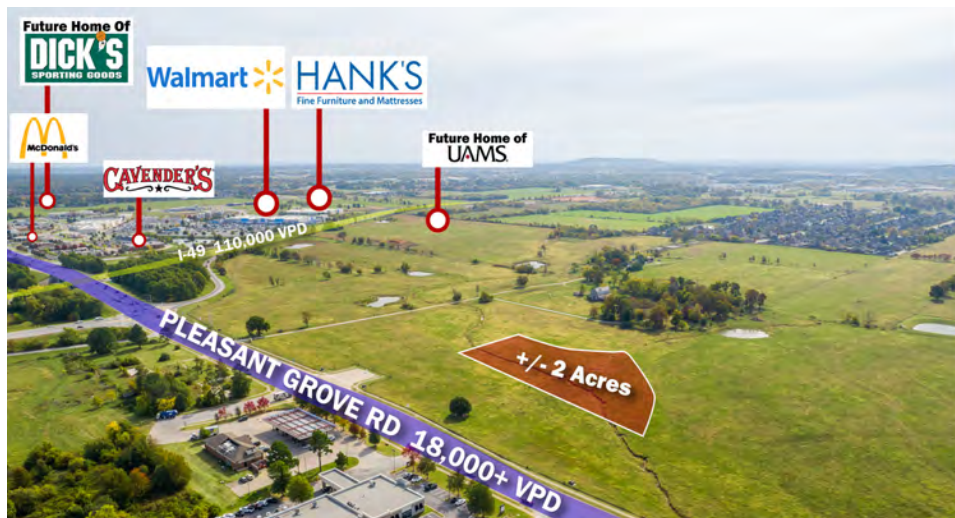 Future Home Of
DICK'S
SPORTING GOODS
Walmart
HANK'S
Fine Furniture and Mattresses
McDonald's
Future Home of
UAMS
CAVENDER'S
I-49 110,000 VPD
+/- 2 Acres
PLEASANT GROVE RD 18,000+ VPD